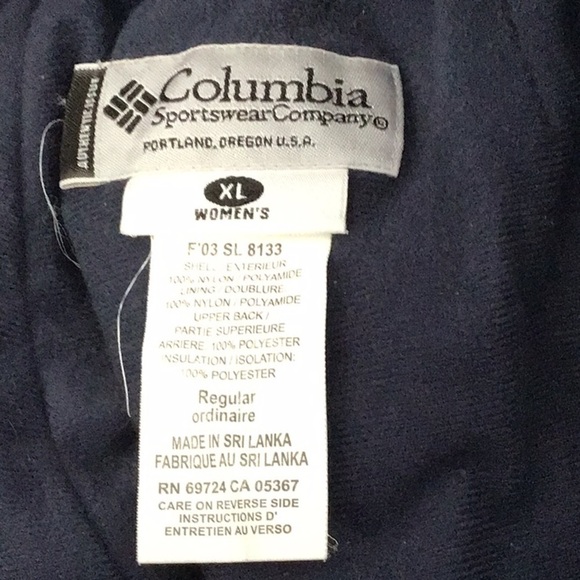 AUTHENTIC ISSUE
Columbia
Sportswear Company®
PORTLAND, OREGON U.S.A.
XL
WOMEN'S
F'03 SL 8133
SHELL: EXTERIEUR
100% NYLON / POLYAMIDE
LINING / DOUBLURE
100% NYLON / POLYAMIDE
UPPER BACK /
PARTIE SUPERIEURE
ARRIERE: 100% POLYESTER
INSULATION / ISOLATION:
100% POLYESTER
Regular
ordinaire
MADE IN SRI LANKA
FABRIQUE AU SRI LANKA
RN 69724 CA 05367
CARE ON REVERSE SIDE
INSTRUCTIONS D'
ENTRETIEN AU VERSO